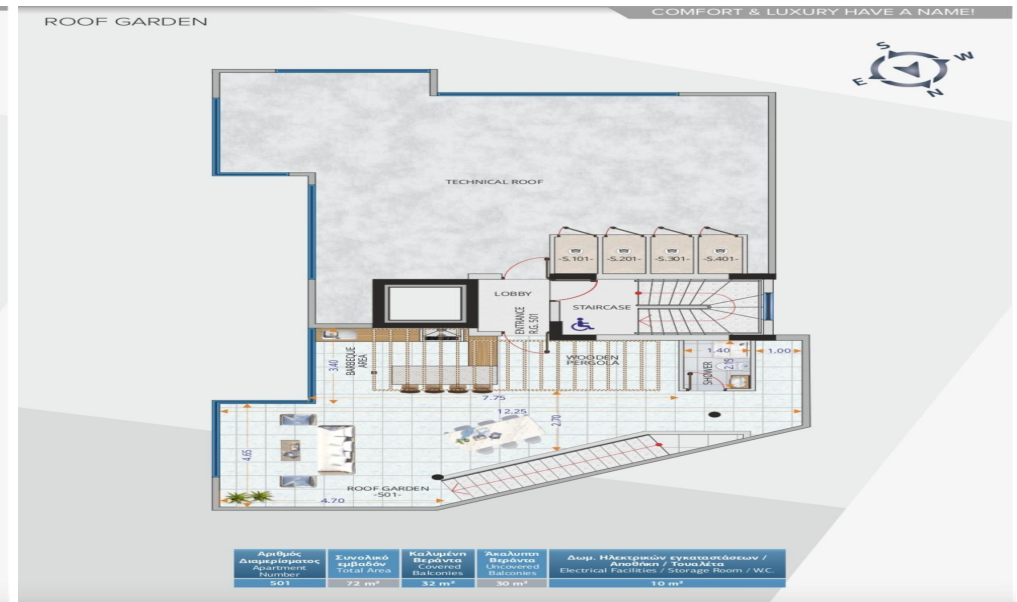 COMFORT & LUXURY HAVE A NAME!
ROOF GARDEN
S
W
E
N
TECHNICAL ROOF
-S.101-
-S.201-
-S.301-
-S.401-
LOBBY
STAIRCASE
ENTRANCE
R.G. 501
BARBEQUE
AREA
3.40
WOODEN
PERGOLA
1.40
1.00
2.15
SHOWER
7.75
12.25
2.70
4.65
ROOF GARDEN
-501-
4.70
Αριθμός
Διαμερίσματος
Apartment
Number
501
Συνολικό
εμβαδόν
Total Area
72 m²
Καλυμένη
Βεράντα
Covered
Balconies
32 m²
Άκαλυπτη
Βεράντα
Uncovered
Balconies
30 m²
Δωμ. Ηλεκτρικών εγκαταστάσεων /
Αποθήκη / Τουαλέτα
Electrical Facilities / Storage Room / W.C.
10 m²